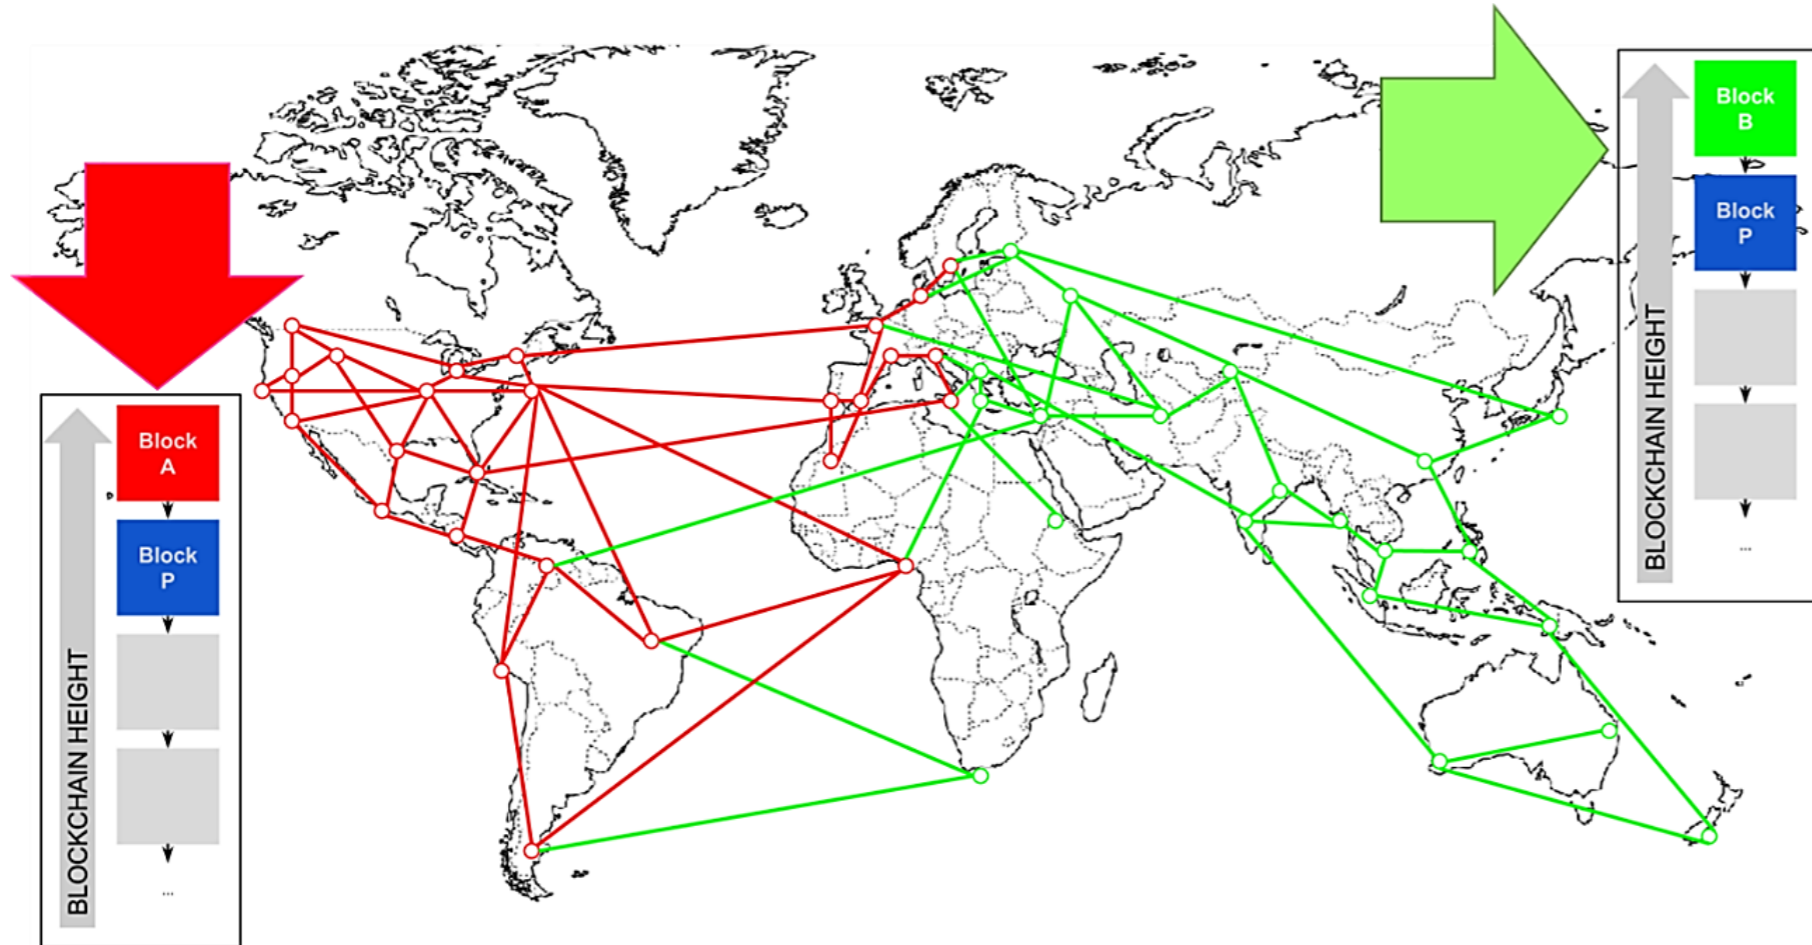 Block
A
Block
P
...
BLOCKCHAIN HEIGHT
Block
B
Block
P
...
BLOCKCHAIN HEIGHT